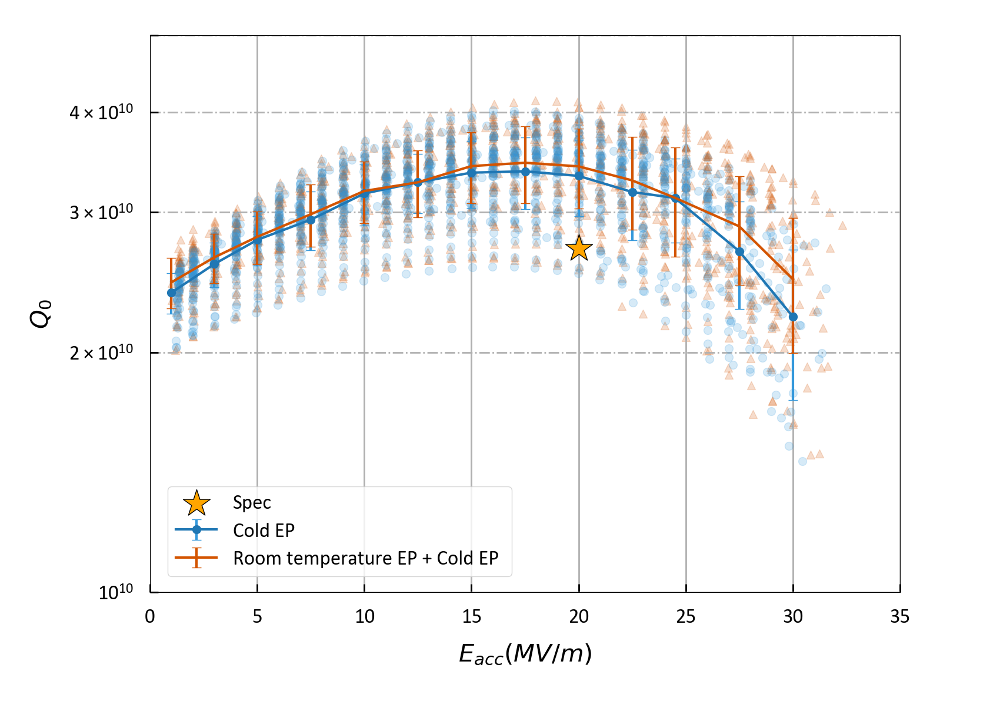 4 × 10¹⁰
3 × 10¹⁰
2 × 10¹⁰
10¹⁰
Q₀
Spec
Cold EP
Room temperature EP + Cold EP
0 5 10 15 20 25 30 35
E_acc(MV/m)